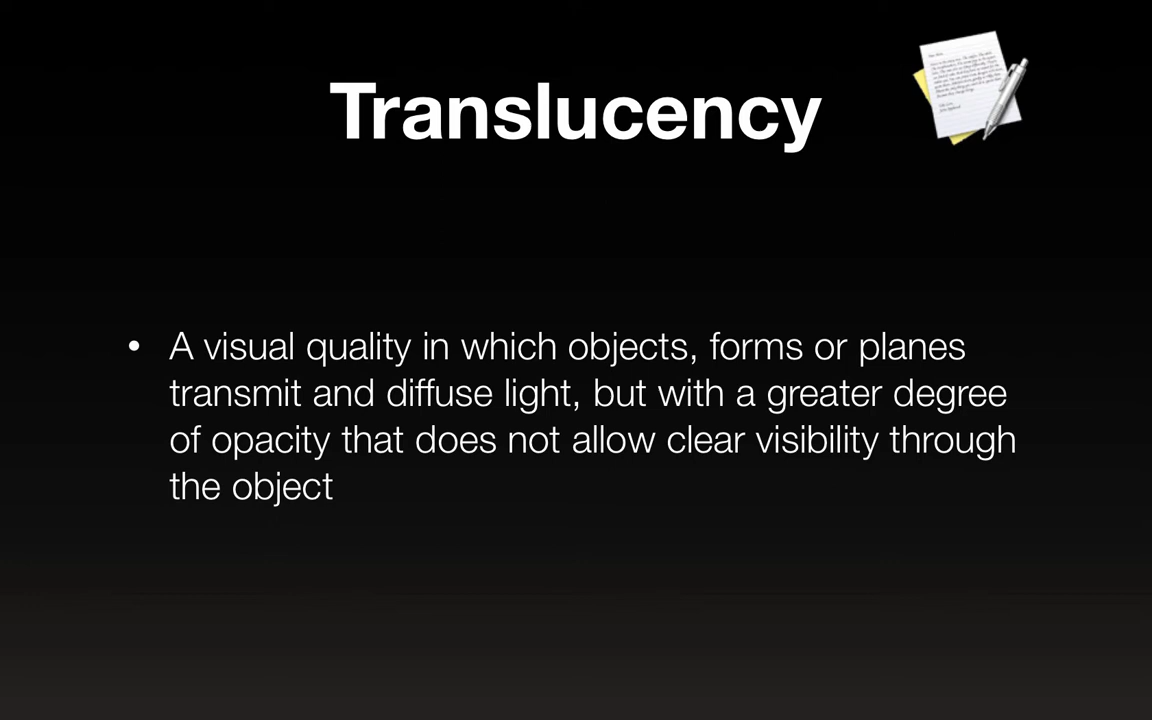 Translucency
• A visual quality in which objects, forms or planes
transmit and diffuse light, but with a greater degree
of opacity that does not allow clear visibility through
the object